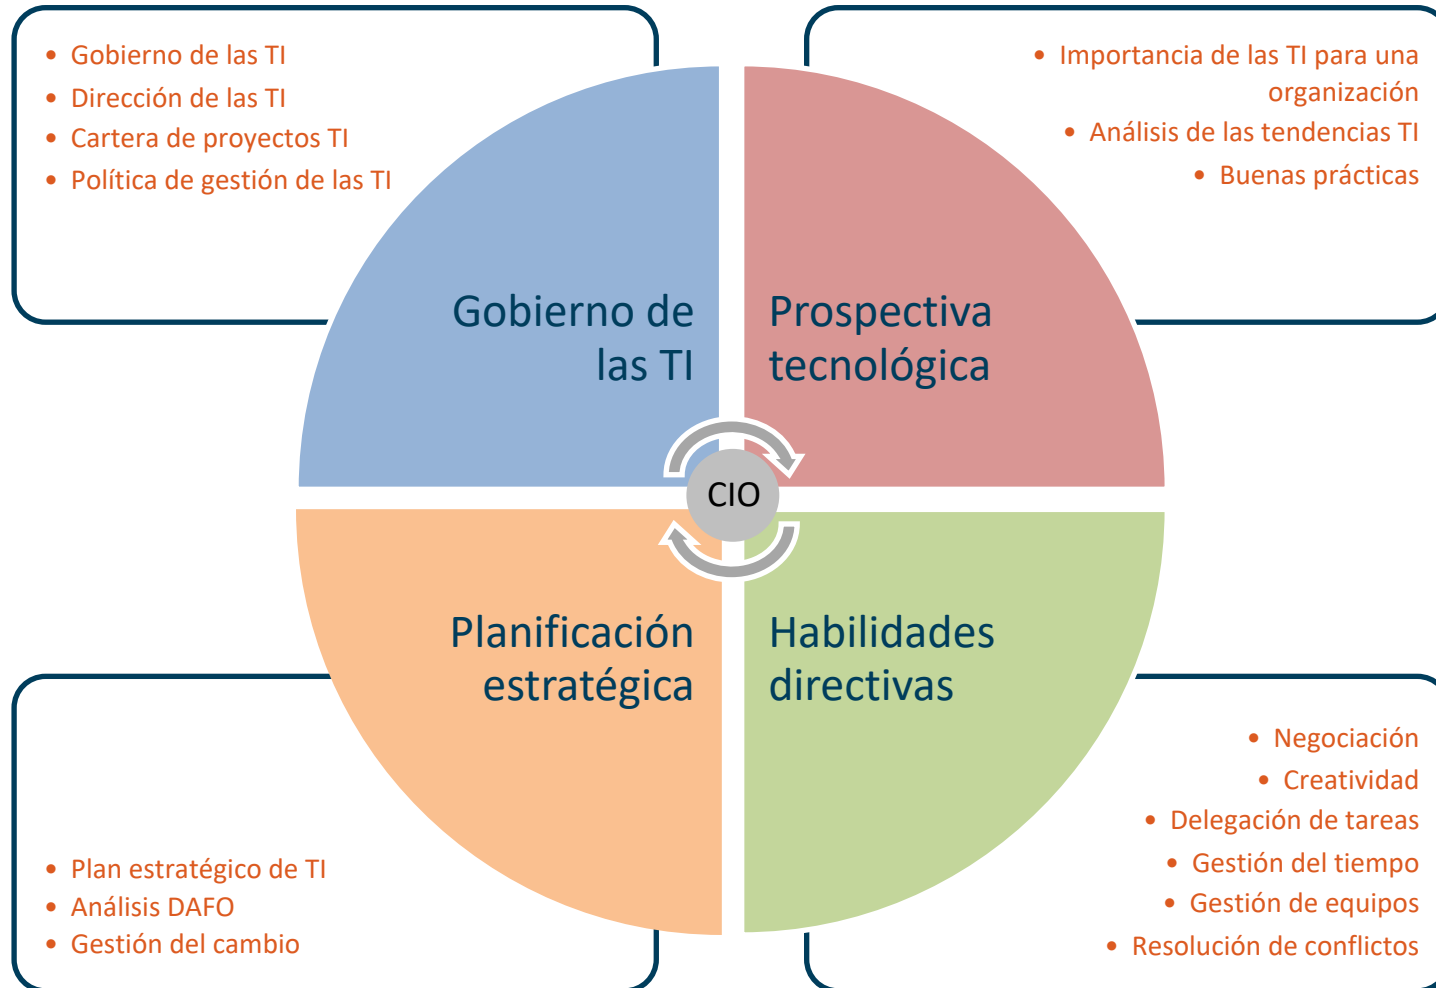 • Gobierno de las TI
• Dirección de las TI
• Cartera de proyectos TI
• Política de gestión de las TI
• Importancia de las TI para una
organización
• Análisis de las tendencias TI
• Buenas prácticas
Gobierno de
las TI
Prospectiva
tecnológica
CIO
Planificación
estratégica
Habilidades
directivas
• Plan estratégico de TI
• Análisis DAFO
• Gestión del cambio
• Negociación
• Creatividad
• Delegación de tareas
• Gestión del tiempo
• Gestión de equipos
• Resolución de conflictos